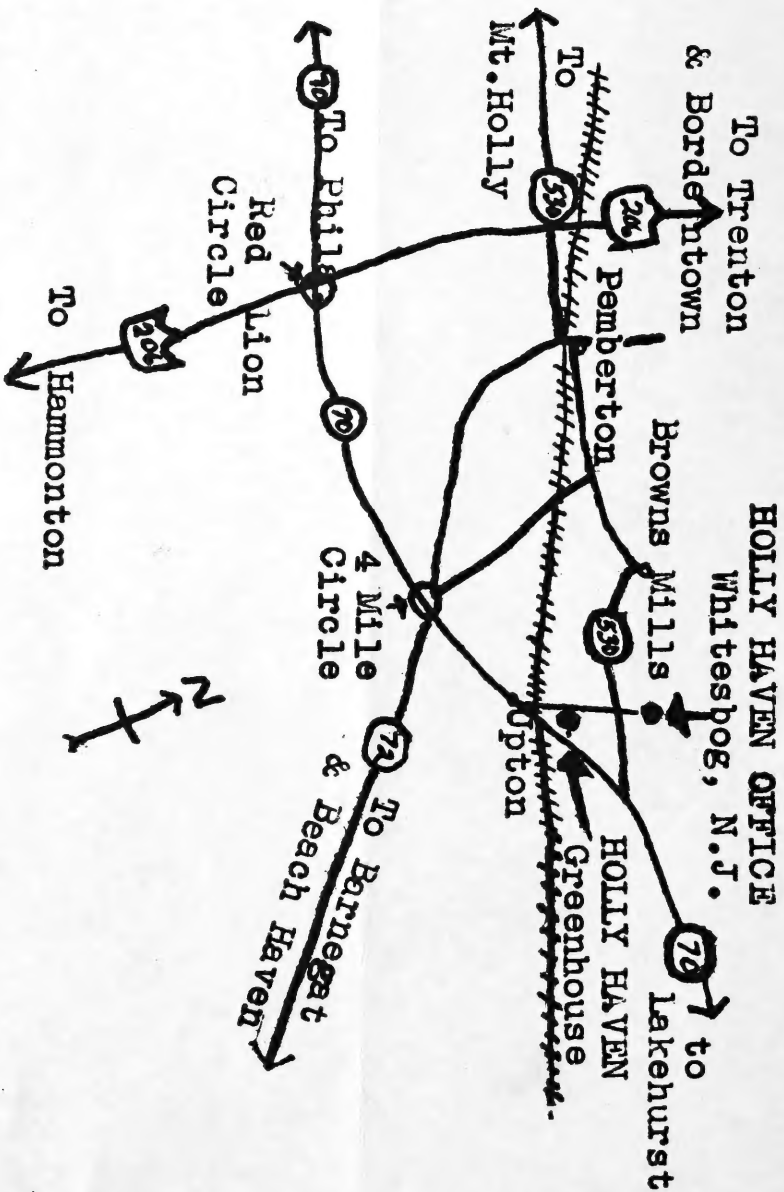 HOLLY HAVEN OFFICE
Whitesbog, N.J.
To Trenton
& Borde ntown
206
To
Mt.Holly
530
Pemberton
Browns Mills
530
70
to
Lakehurst
HOLLY HAVEN
Greenhouse
Upton
70
To Phila
Red Lion
Circle
70
4 Mile
Circle
72
To Barnegat
& Beach Haven
206
To
Hammonton
N